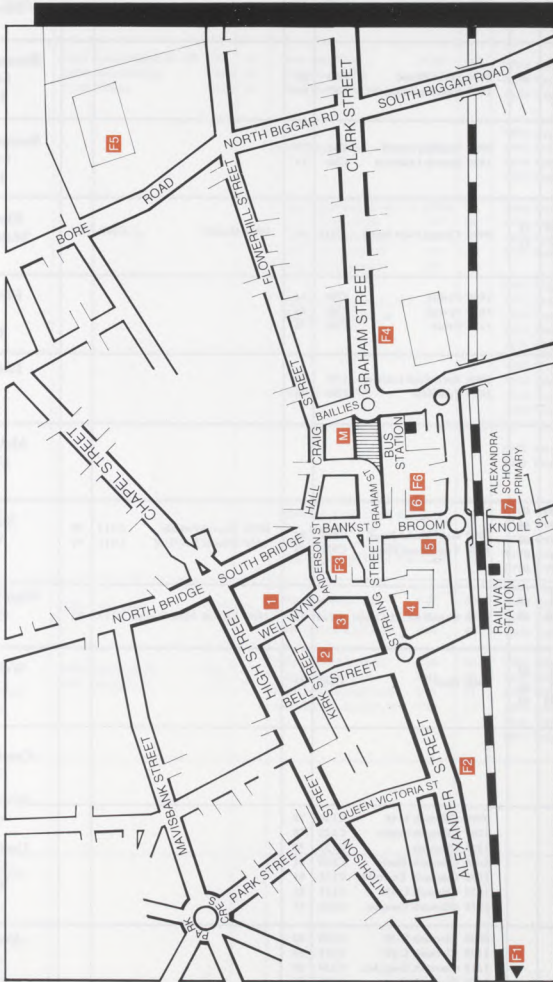 F5
BORE
ROAD
NORTH BIGGAR RD
SOUTH BIGGAR ROAD
CLARK STREET
FLOWERHILL STREET
GRAHAM STREET
F4
CHAPEL STREET
CRAIG
STREET
BAILLIES
M
HALL
BUS
STATION
GRAHAM ST
6
F6
ALEXANDRA
SCHOOL
PRIMARY
7
KNOLL ST
BANK ST
BROOM
5
NORTH BRIDGE
SOUTH BRIDGE
ANDERSON ST
F3
1
WELLWYND
STIRLING
STREET
4
3
2
RAILWAY
STATION
HIGH STREET
KIRK STREET
BELL
STREET
MAVISBANK STREET
QUEEN VICTORIA ST
ALEXANDER
STREET
F2
AITCHISON
STREET
PARK STREET
PARK
CRES
F1